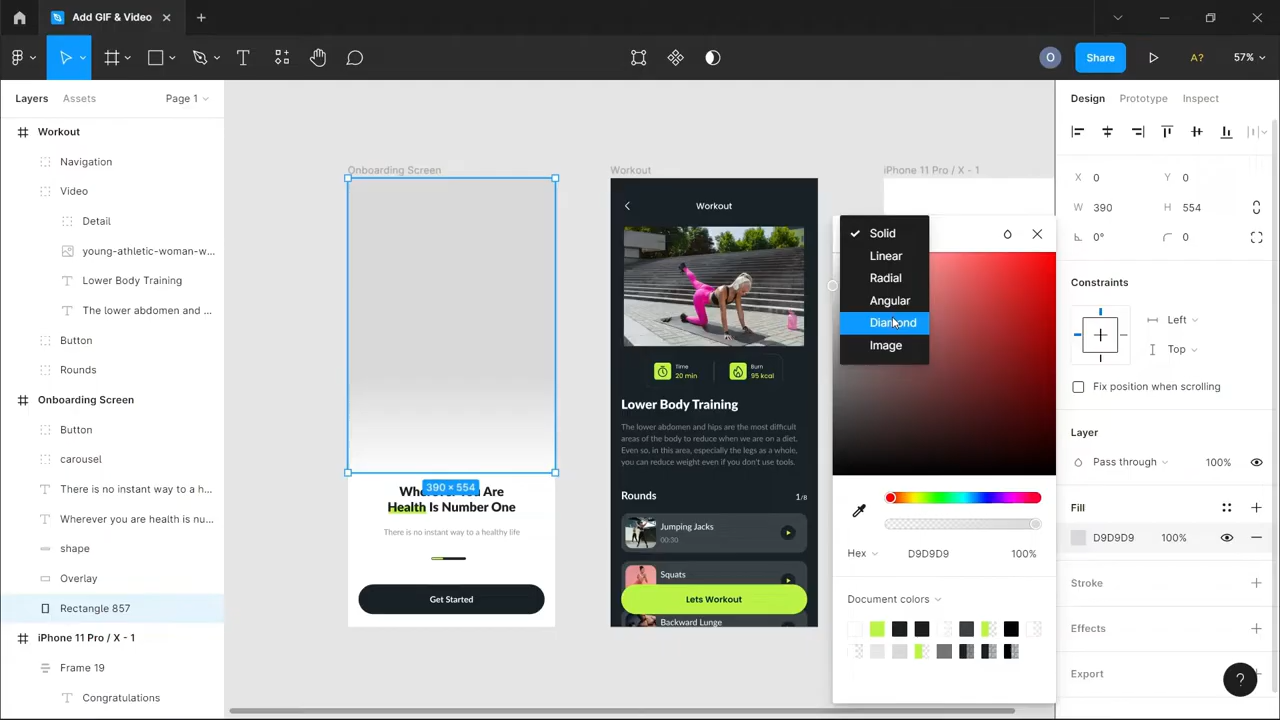 Add GIF & Video
Share
A?
57%
Layers
Assets
Page 1
Workout
Navigation
Video
Detail
young-athletic-woman-w...
Lower Body Training
The lower abdomen and ...
Button
Rounds
Onboarding Screen
Button
carousel
There is no instant way to a h...
Wherever you are health is nu...
shape
Overlay
Rectangle 857
iPhone 11 Pro / X - 1
Frame 19
Congratulations
Onboarding Screen
390 × 554
Are
Health Is Number One
There is no instant way to a healthy life
Get Started
Workout
Workout
Time
20 min
Burn
95 kcal
Lower Body Training
The lower abdomen and hips are the most difficult
areas of the body to reduce when we are on a diet.
Even so, in this area, especially the legs as a whole,
you can reduce weight even if you don't use tools.
Rounds
1/8
Jumping Jacks
00:30
Squats
Lets Workout
Backward Lunge
iPhone 11 Pro / X - 1
Solid
Linear
Radial
Angular
Diamond
Image
Hex
D9D9D9
100%
Document colors
Design
Prototype
Inspect
X 0
Y 0
W 390
H 554
0°
0
Constraints
Left
Top
Fix position when scrolling
Layer
Pass through
100%
Fill
D9D9D9
100%
Stroke
Effects
Export
O
?